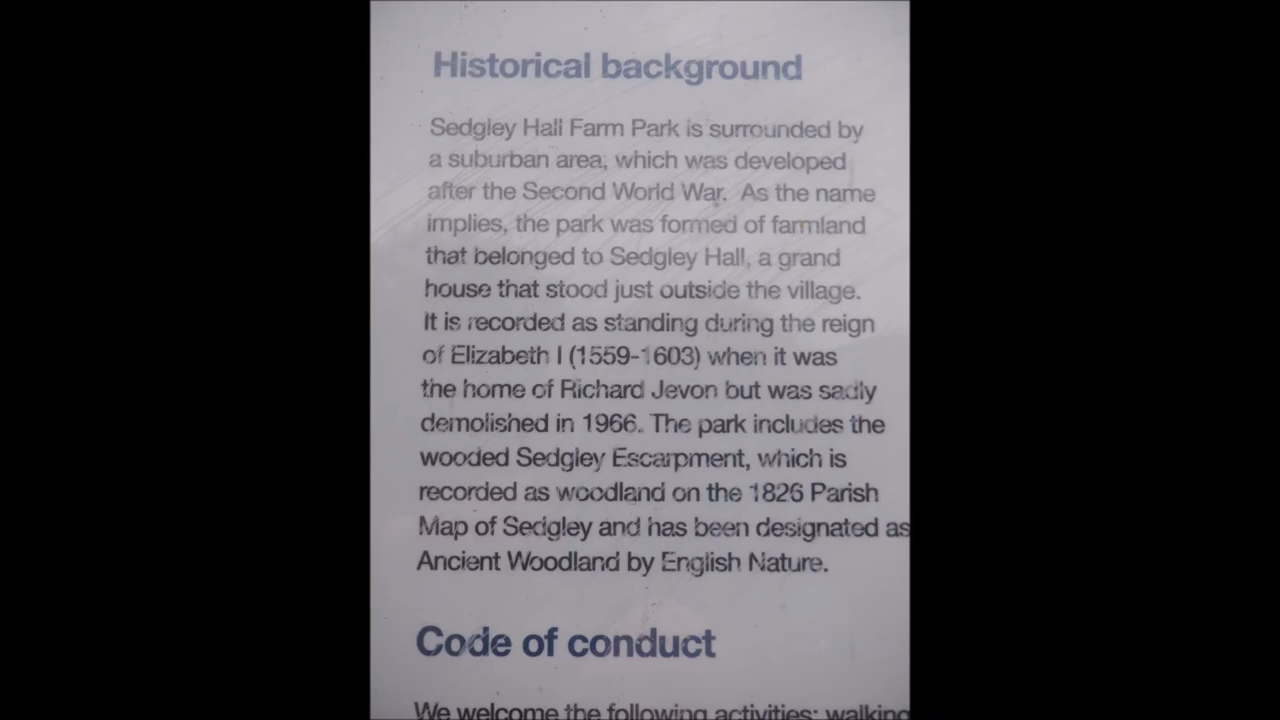 Historical background
Sedgley Hall Farm Park is surrounded by
a suburban area, which was developed
after the Second World War. As the name
implies, the park was formed of farmland
that belonged to Sedgley Hall, a grand
house that stood just outside the village.
It is recorded as standing during the reign
of Elizabeth I (1559-1603) when it was
the home of Richard Jevon but was sadly
demolished in 1966. The park includes the
wooded Sedgley Escarpment, which is
recorded as woodland on the 1826 Parish
Map of Sedgley and has been designated as
Ancient Woodland by English Nature.
Code of conduct
We welcome the following activities: walking